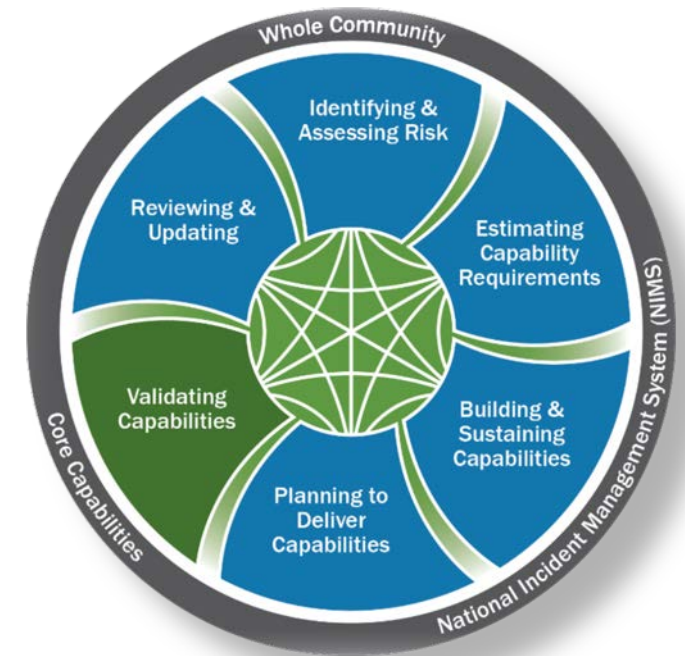 Whole Community
Identifying &
Assessing Risk
Reviewing &
Updating
Estimating
Capability
Requirements
Validating
Capabilities
Building &
Sustaining
Capabilities
Planning to
Deliver
Capabilities
Core Capabilities
National Incident Management System (NIMS)